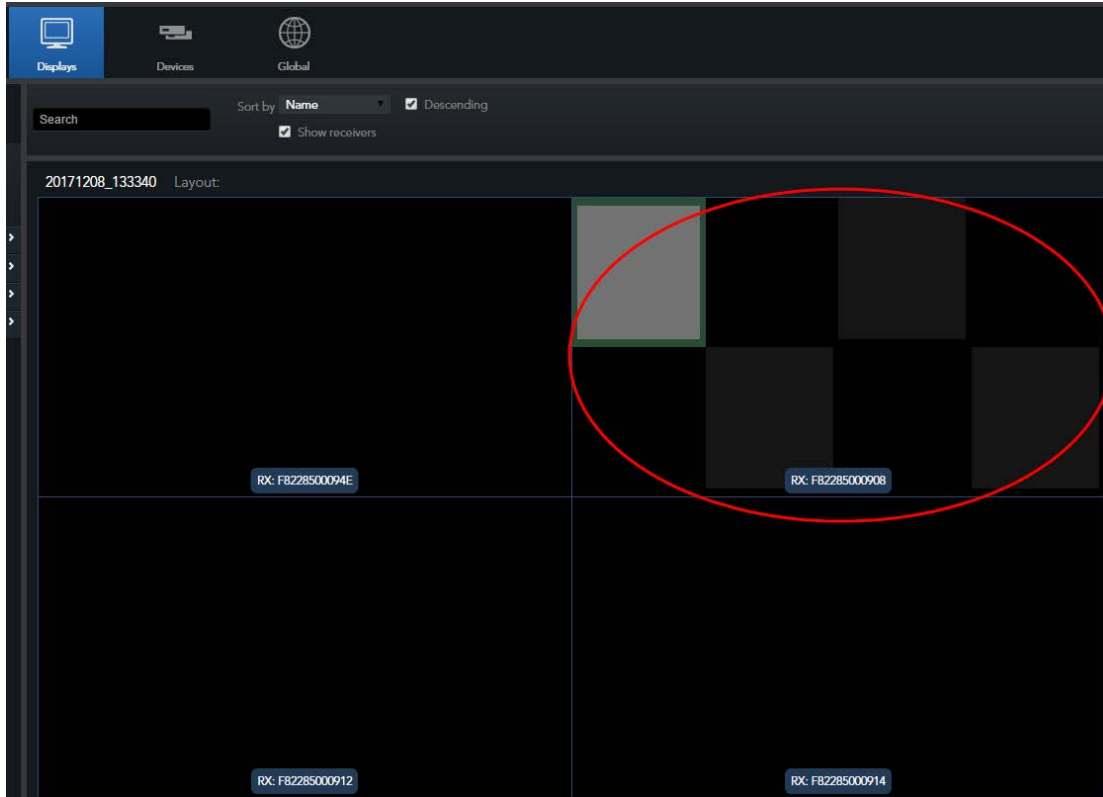 Displays Devices Global
Search
Sort by Name Descending
Show receivers
20171208_133340 Layout:
RX: F8228500094E RX: F82285000908
RX: F82285000912 RX: F82285000914